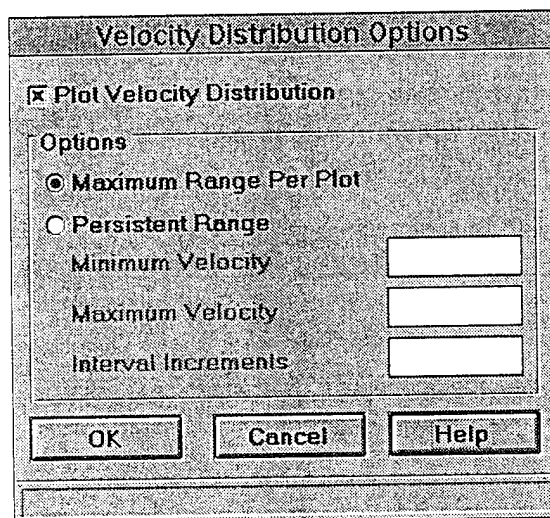 Velocity Distribution Options
Plot Velocity Distribution
Options
Maximum Range Per Plot
Persistent Range
Minimum Velocity
Maximum Velocity
Interval Increments
OK Cancel Help